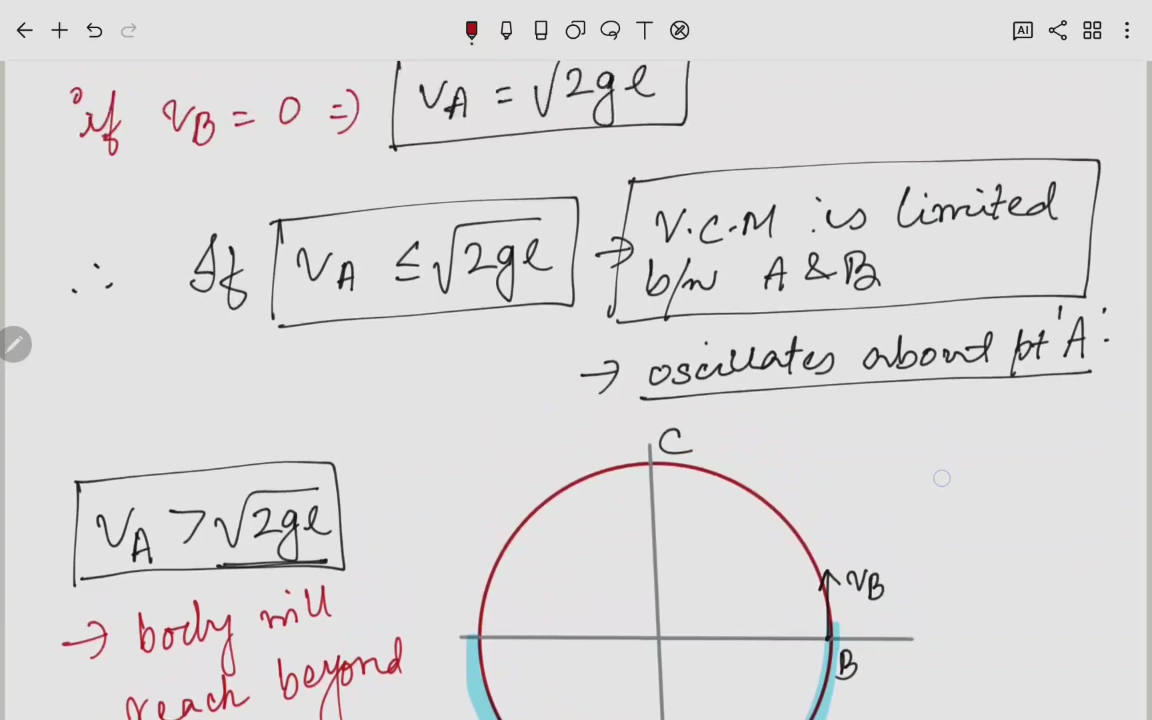 if vB = 0 => vA = √2gl
∴ If vA ≤ √2gl → V.C.M is limited
b/w A & B
→ oscillates about pt 'A'.
C
vA > √2gl
vB
→ body will
B
reach beyond
AI
T